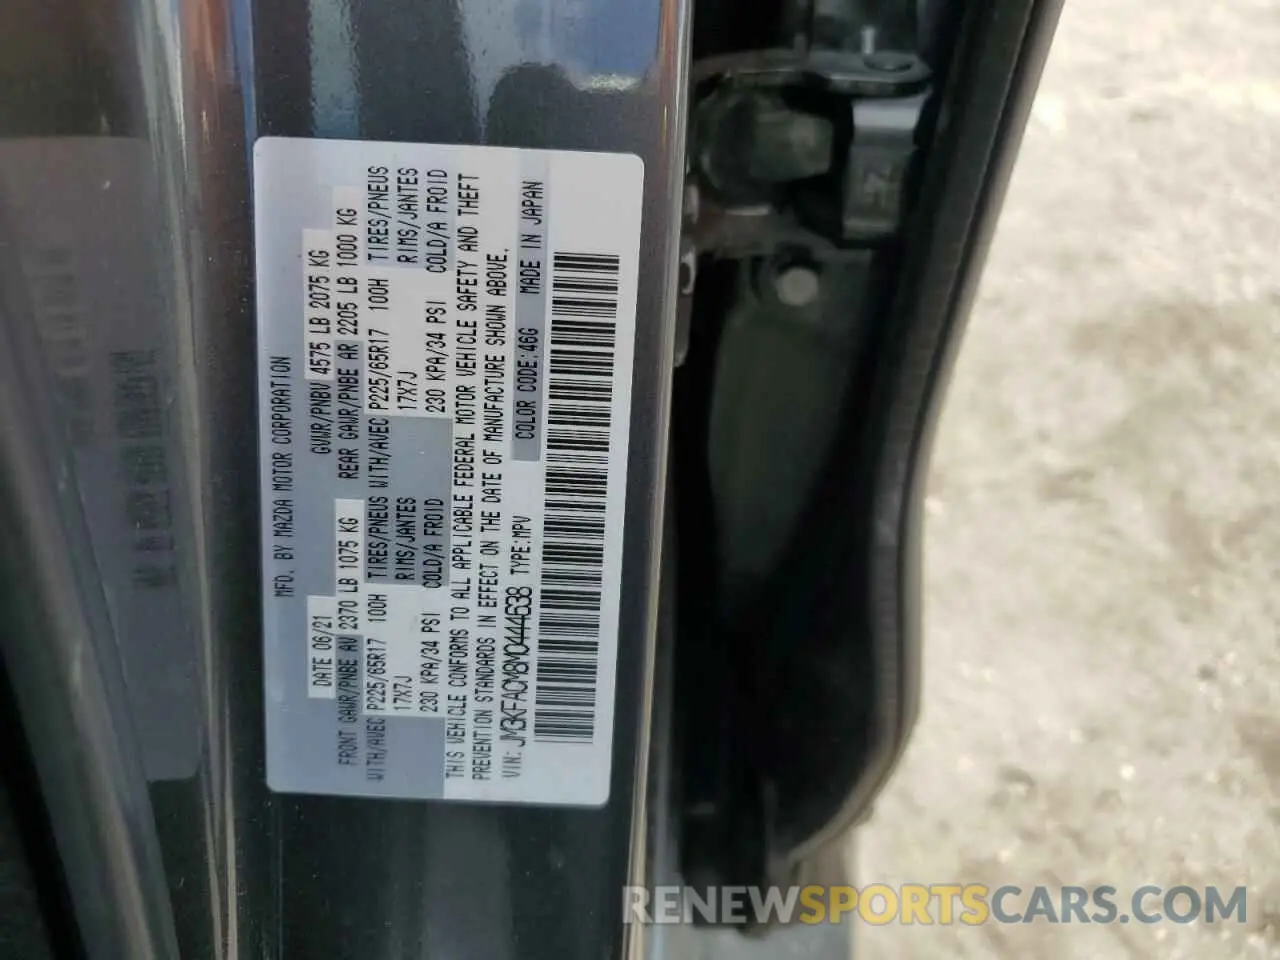 MFD. BY MAZDA MOTOR CORPORATION
DATE 06/21 GVWR/PNBV 4575 LB 2075 KG
FRONT GAWR/PNBE AV 2370 LB 1075 KG REAR GAWR/PNBE AR 2205 LB 1000 KG
WITH/AVEC P225/65R17 100H TIRES/PNEUS WITH/AVEC P225/65R17 100H TIRES/PNEUS
17X7J RIMS/JANTES 17X7J RIMS/JANTES
230 KPA/34 PSI COLD/A FROID 230 KPA/34 PSI COLD/A FROID
THIS VEHICLE CONFORMS TO ALL APPLICABLE FEDERAL MOTOR VEHICLE SAFETY AND THEFT
PREVENTION STANDARDS IN EFFECT ON THE DATE OF MANUFACTURE SHOWN ABOVE.
VIN: JM3KFACM8M0444638 TYPE:MPV COLOR CODE:46G MADE IN JAPAN
RENEWSPORTSCARS.COM